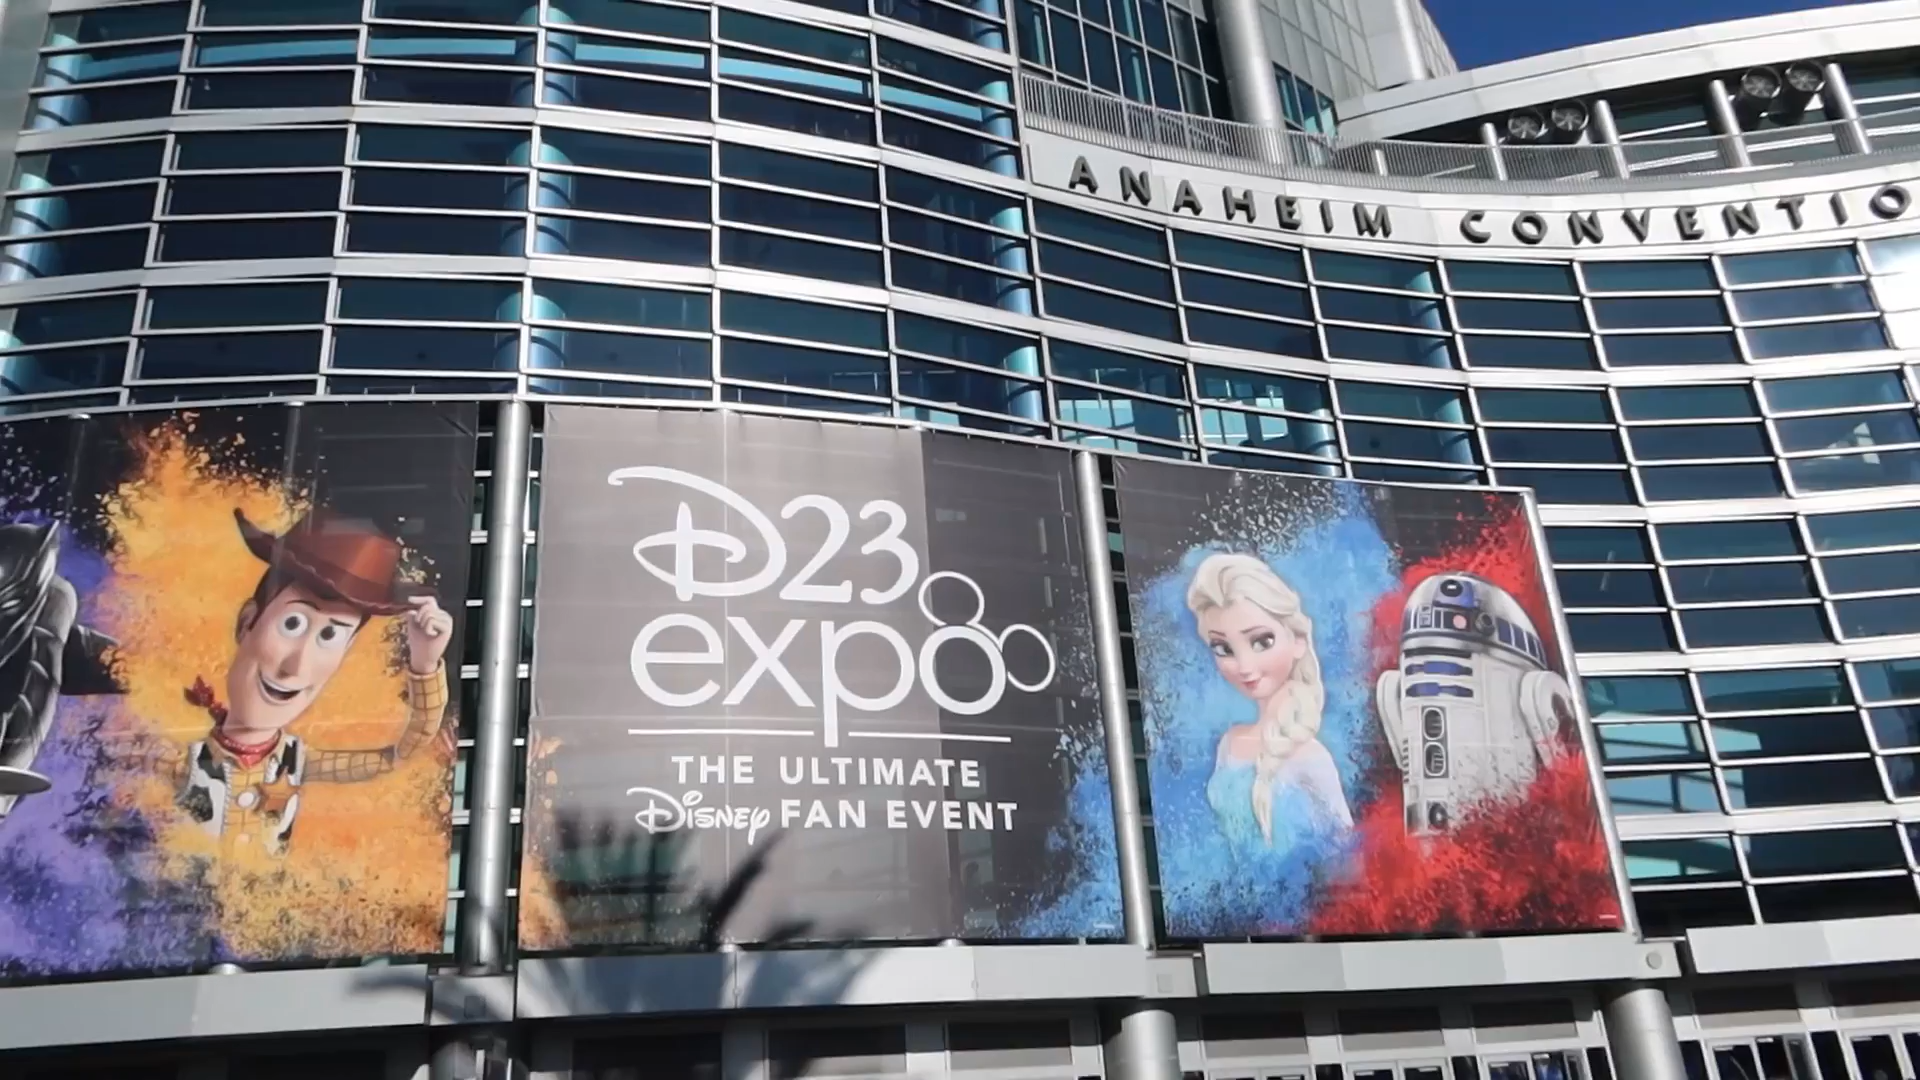 ANAHEIM CONVENTIO
D23
expo
THE ULTIMATE
Disney FAN EVENT